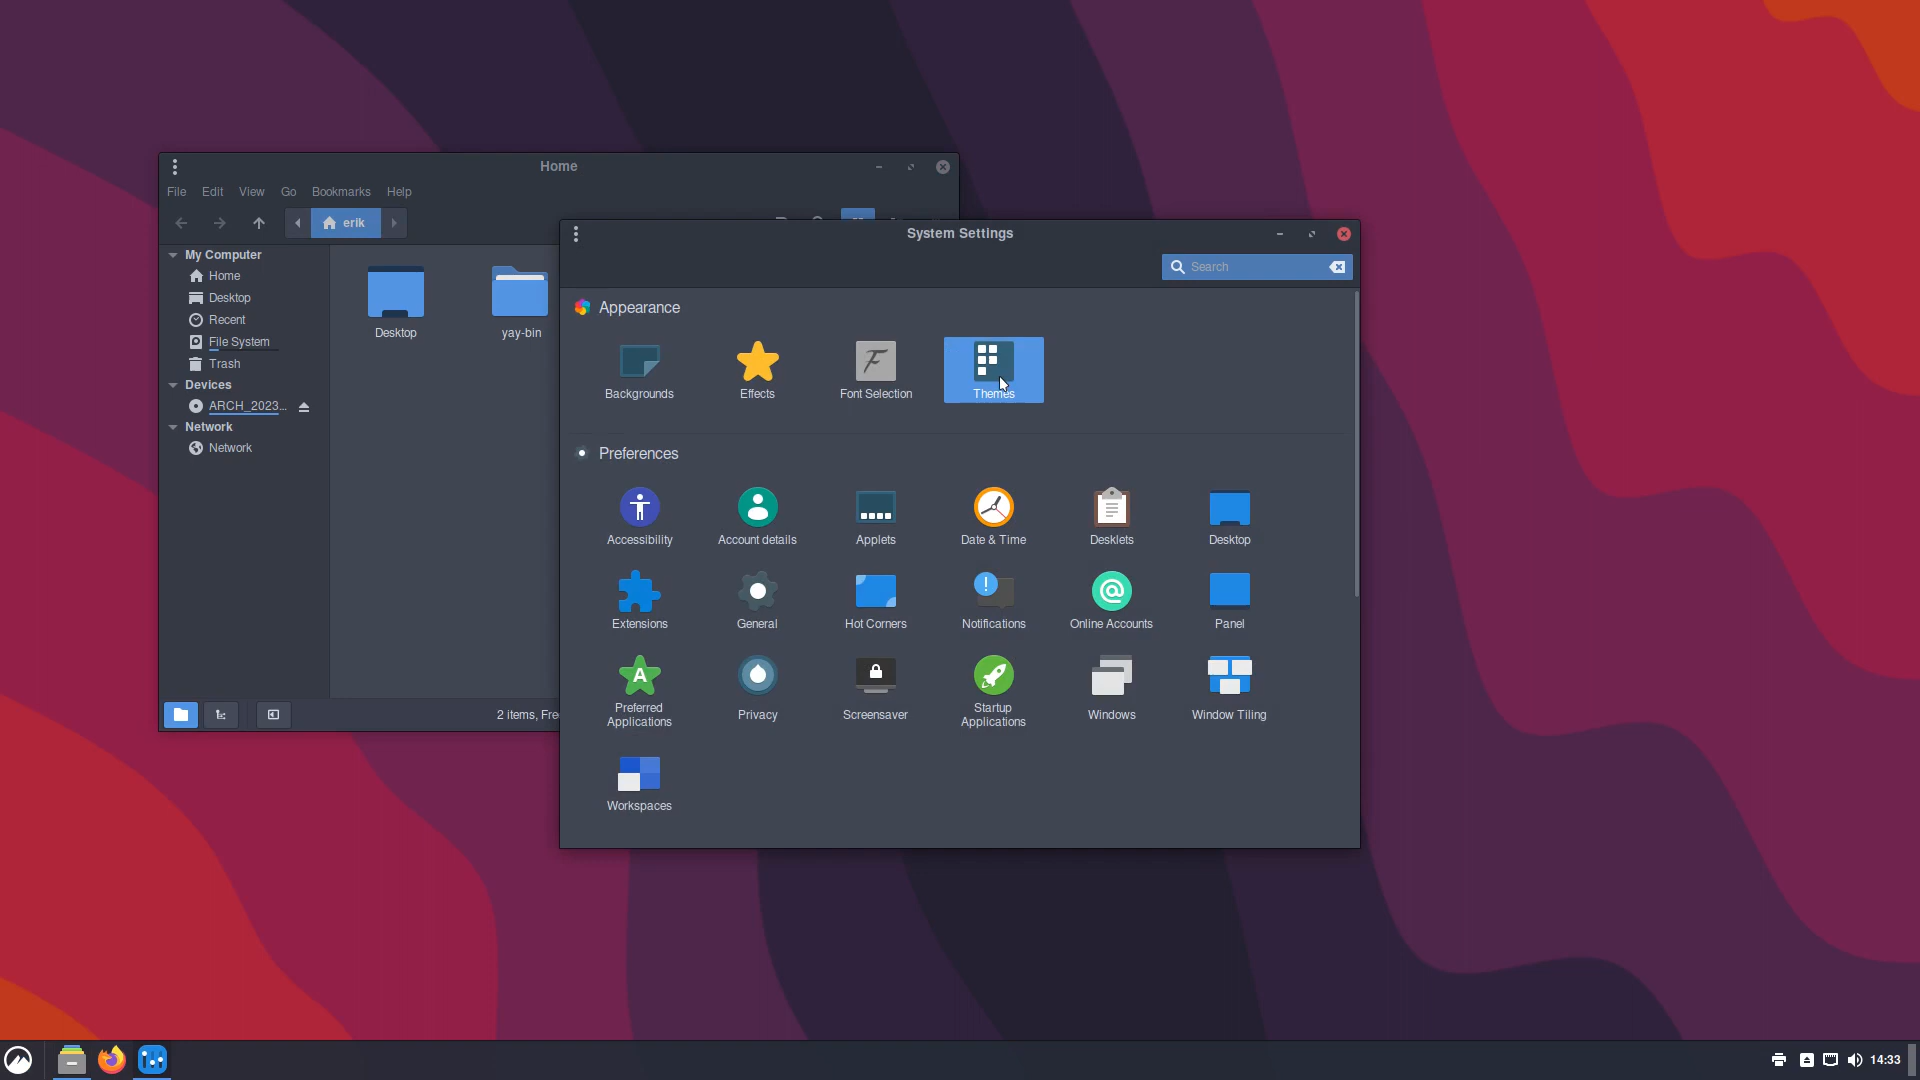 Home
File Edit View Go Bookmarks Help
erik
My Computer
Home
Desktop
Recent
File System
Trash
Devices
ARCH_2023...
Network
Network
Desktop
yay-bin
2 items, Fre
System Settings
Search
Appearance
Backgrounds
Effects
Font Selection
Themes
Preferences
Accessibility
Account details
Applets
Date & Time
Desklets
Desktop
Extensions
General
Hot Corners
Notifications
Online Accounts
Panel
Preferred
Applications
Privacy
Screensaver
Startup
Applications
Windows
Window Tiling
Workspaces
14:33